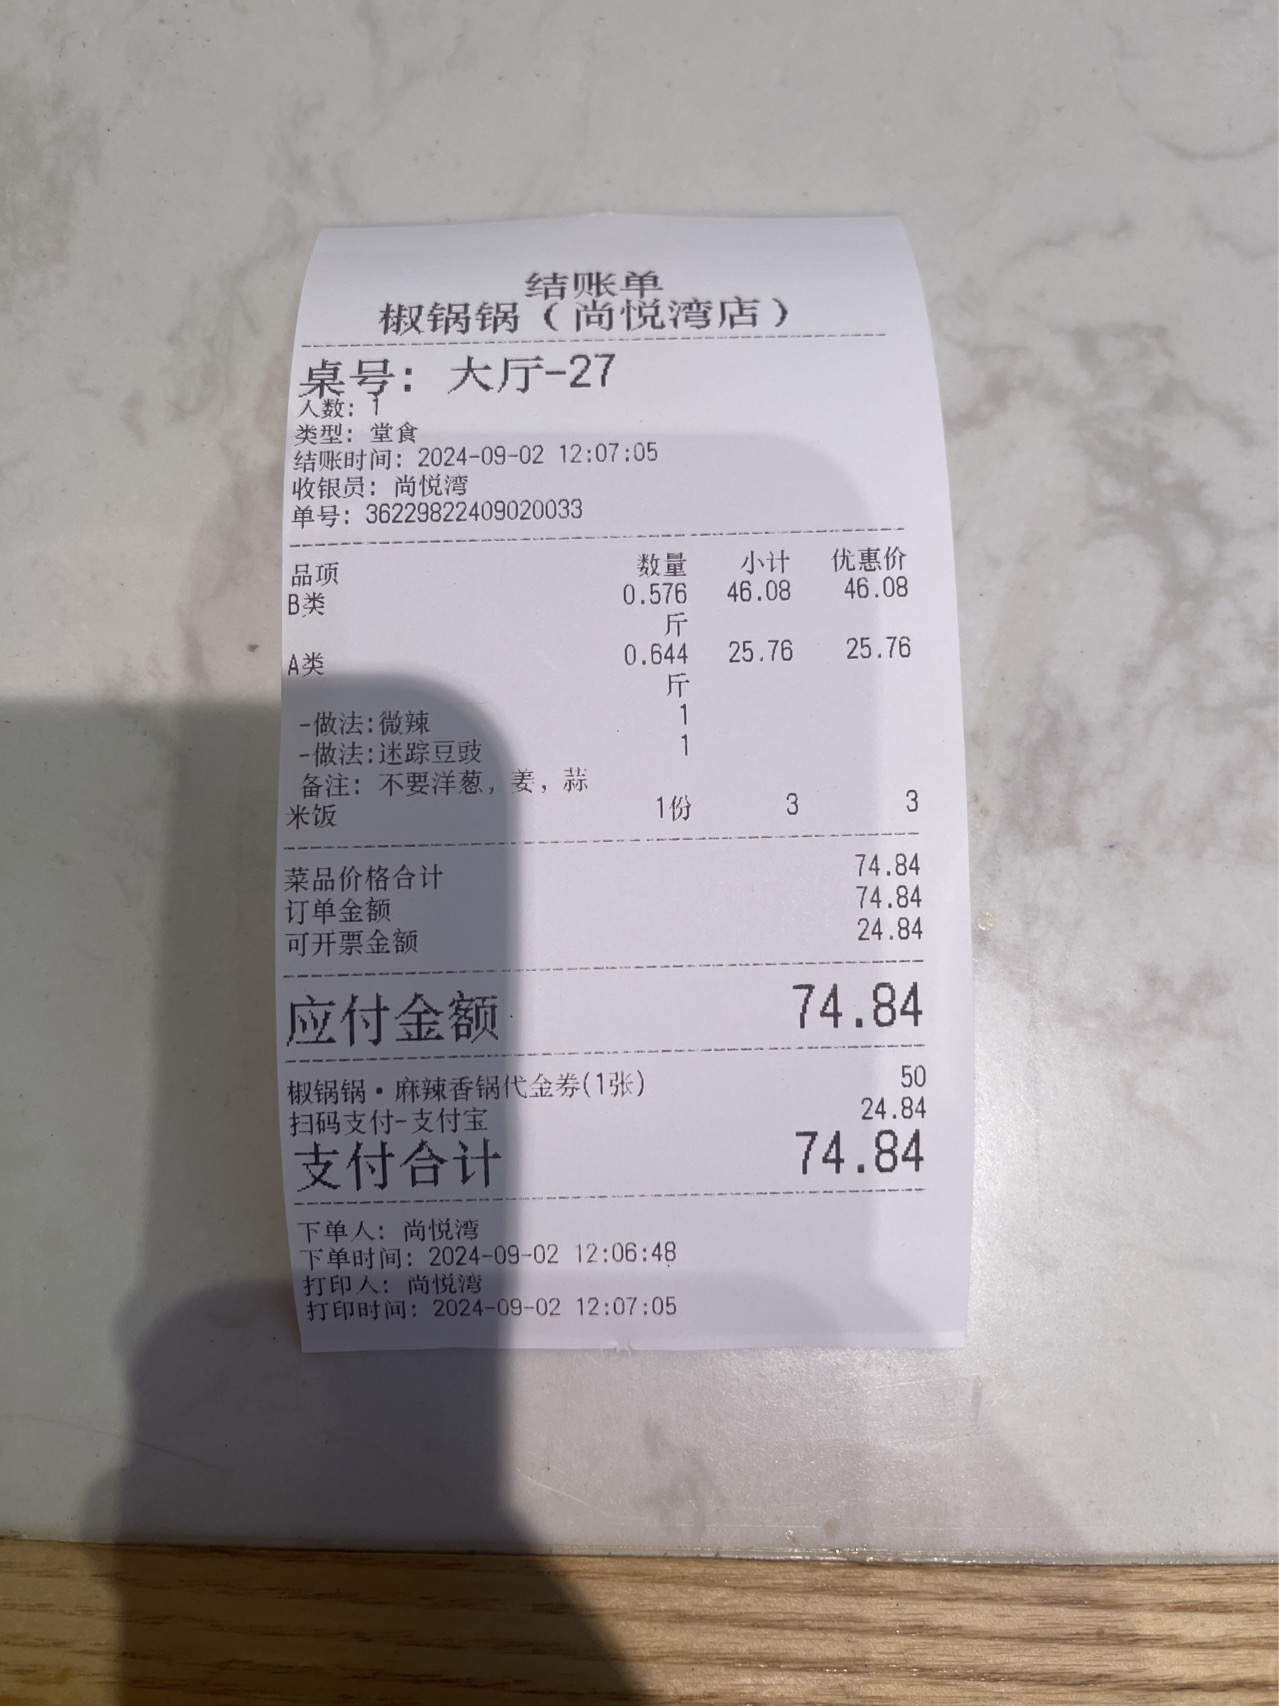 结账单
椒锅锅（尚悦湾店）
桌号：大厅-27
人数：1
类型：堂食
结账时间：2024-09-02 12:07:05
收银员：尚悦湾
单号：36229822409020033
品项 数量 小计 优惠价
B类 0.576 46.08 46.08
斤
A类 0.644 25.76 25.76
斤
-做法:微辣 1
-做法:迷踪豆豉 1
备注：不要洋葱，姜，蒜
米饭 1份 3 3
菜品价格合计 74.84
订单金额 74.84
可开票金额 24.84
应付金额 74.84
椒锅锅·麻辣香锅代金券(1张) 50
扫码支付-支付宝 24.84
支付合计 74.84
下单人：尚悦湾
下单时间：2024-09-02 12:06:48
打印人：尚悦湾
打印时间：2024-09-02 12:07:05